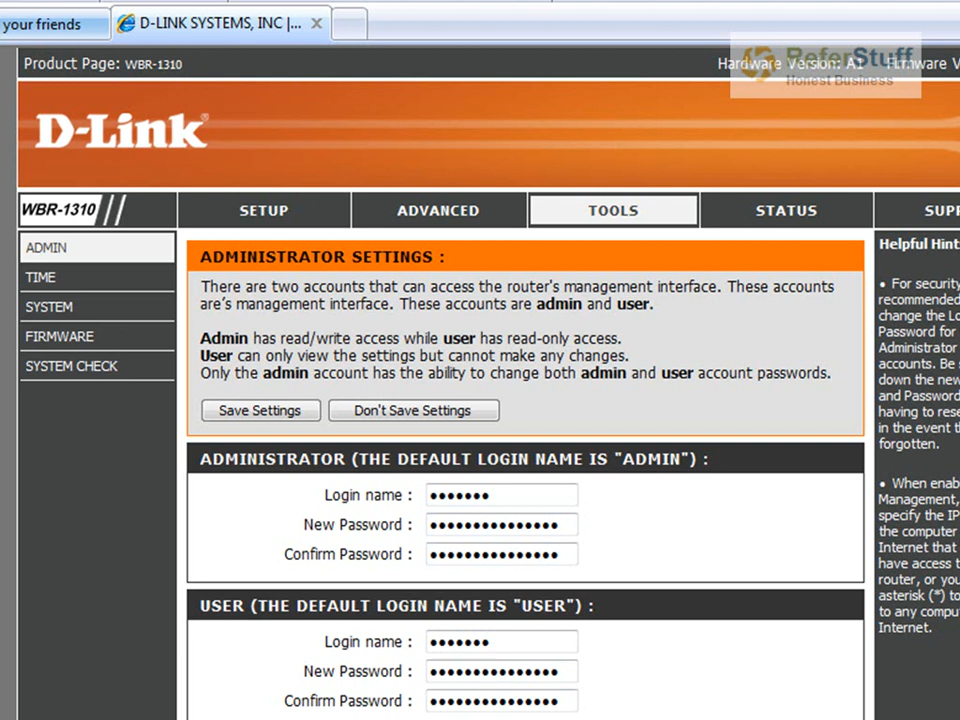 your friends
D-LINK SYSTEMS, INC |...
Product Page: WBR-1310
Hardware Version: A1 Firmware V
ReferStuff
Honest Business
D-Link®
WBR-1310
SETUP
ADVANCED
TOOLS
STATUS
SUPP
ADMIN
TIME
SYSTEM
FIRMWARE
SYSTEM CHECK
ADMINISTRATOR SETTINGS :
There are two accounts that can access the router's management interface. These accounts
are's management interface. These accounts are admin and user.
Admin has read/write access while user has read-only access.
User can only view the settings but cannot make any changes.
Only the admin account has the ability to change both admin and user account passwords.
Save Settings
Don't Save Settings
ADMINISTRATOR (THE DEFAULT LOGIN NAME IS "ADMIN") :
Login name :
New Password :
Confirm Password :
USER (THE DEFAULT LOGIN NAME IS "USER") :
Login name :
New Password :
Confirm Password :
Helpful Hint
• For security
recommended
change the Lo
Password for
Administrator
accounts. Be
down the new
and Password
having to rese
in the event t
forgotten.
• When enab
Management,
specify the IP
the computer
Internet that
have access t
router, or you
asterisk (*) to
to any compu
Internet.